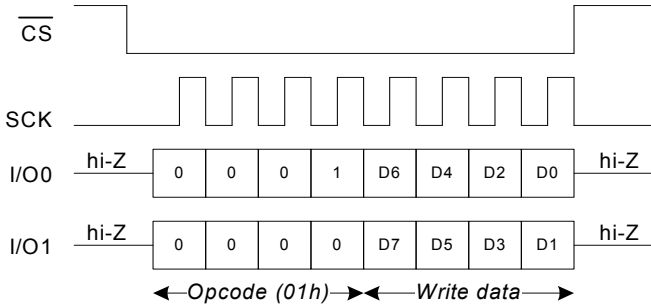 CS
SCK
I/O0 hi-Z 0 0 0 1 D6 D4 D2 D0 hi-Z
I/O1 hi-Z 0 0 0 0 D7 D5 D3 D1 hi-Z
Opcode (01h) Write data